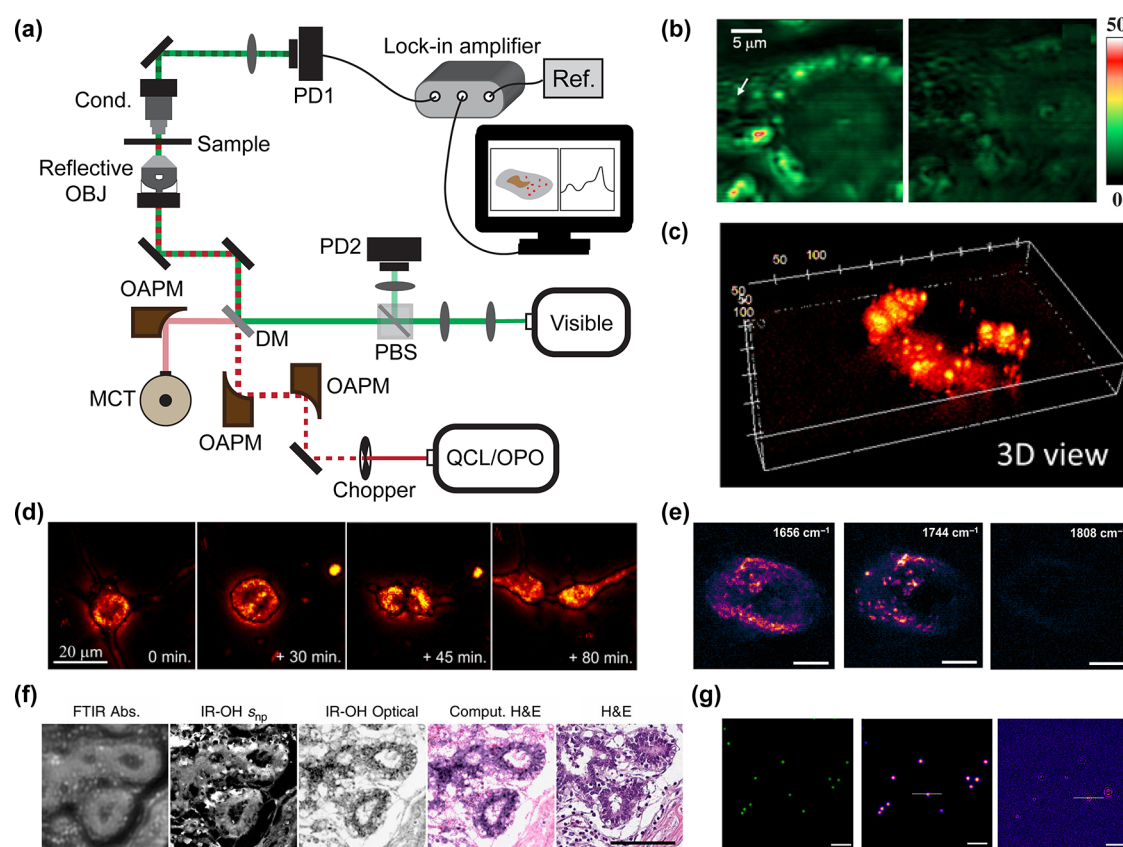 (a)
Lock-in amplifier
PD1
Ref.
Cond.
Sample
Reflective
OBJ
PD2
OAPM
DM
PBS
Visible
MCT
OAPM
OAPM
QCL/OPO
Chopper
(b)
5 μm
50
0
(c)
50
100
50
50
100
3D view
(d)
20 μm
0 min.
+ 30 min.
+ 45 min.
+ 80 min.
(e)
1656 cm⁻¹
1744 cm⁻¹
1808 cm⁻¹
(f)
FTIR Abs.
IR-OH snp
IR-OH Optical
Comput. H&E
H&E
(g)